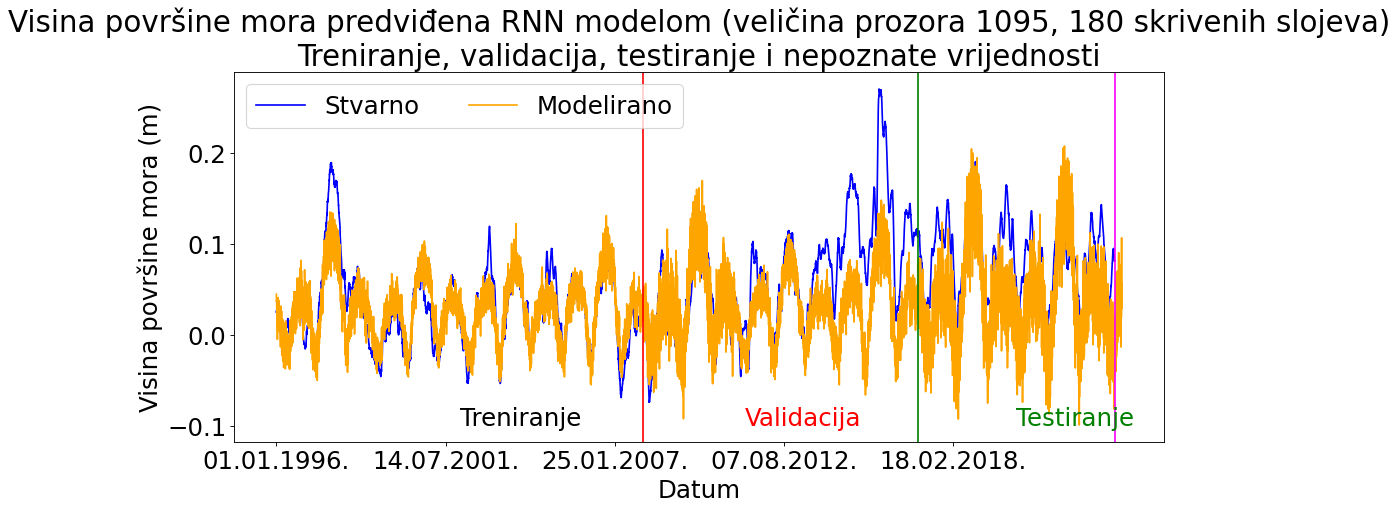 Visina površine mora predviđena RNN modelom (veličina prozora 1095, 180 skrivenih slojeva)
Treniranje, validacija, testiranje i nepoznate vrijednosti
Stvarno
Modelirano
Visina površine mora (m)
0.2
0.1
0.0
−0.1
Treniranje
Validacija
Testiranje
01.01.1996.
14.07.2001.
25.01.2007.
07.08.2012.
18.02.2018.
Datum